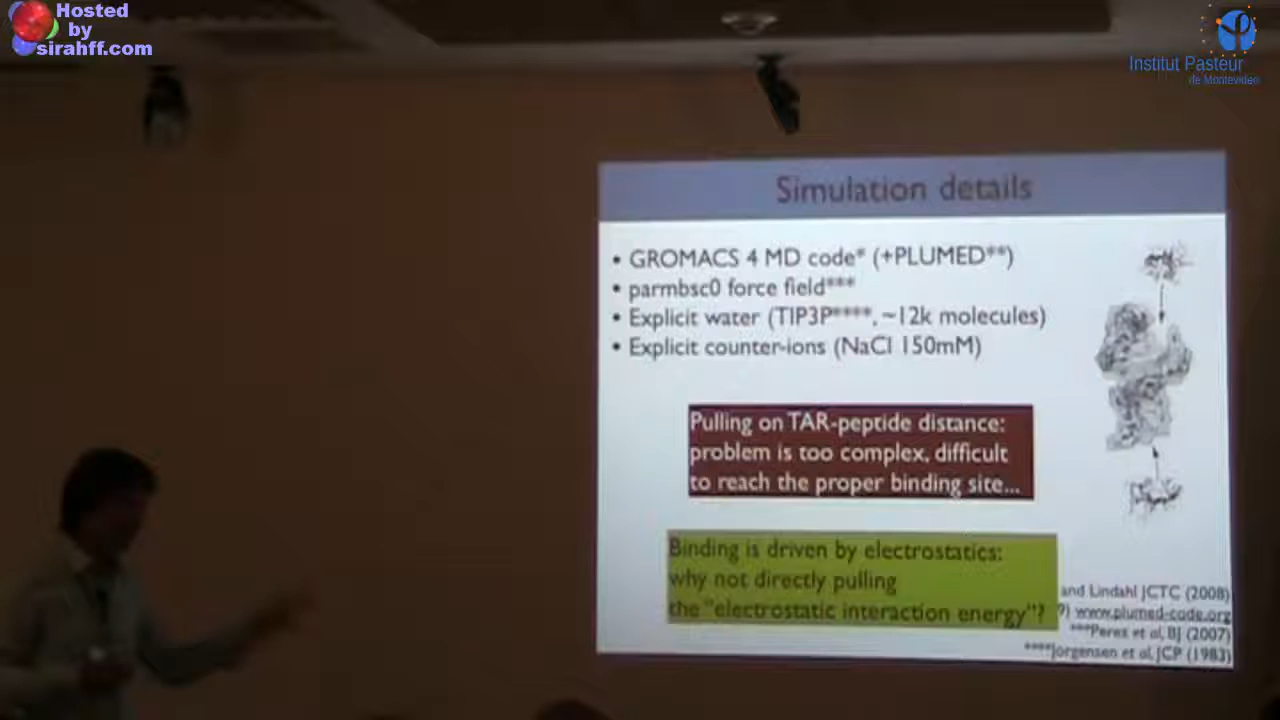 Hosted
by
sirahff.com
Institut Pasteur
de Montevideo
Simulation details
• GROMACS 4 MD code* (+PLUMED**)
• parmbsc0 force field***
• Explicit water (TIP3P****, ~12k molecules)
• Explicit counter-ions (NaCl 150mM)
Pulling on TAR-peptide distance:
problem is too complex, difficult
to reach the proper binding site...
Binding is driven by electrostatics:
why not directly pulling
the "electrostatic interaction energy"?
and Lindahl JCTC (2008)
9) www.plumed-code.org
***Perez et al, BJ (2007)
****Jorgensen et al, JCP (1983)